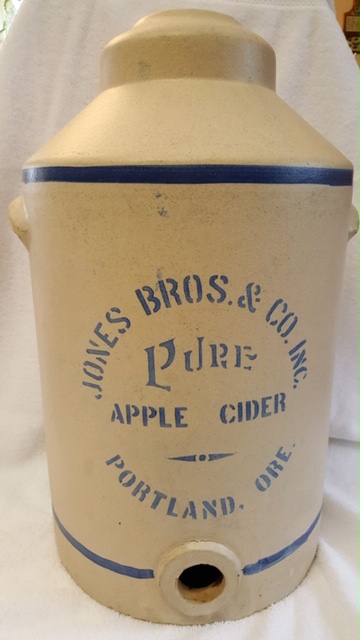 JONES BROS. & CO. INC.
PURE
APPLE CIDER
PORTLAND, ORE.